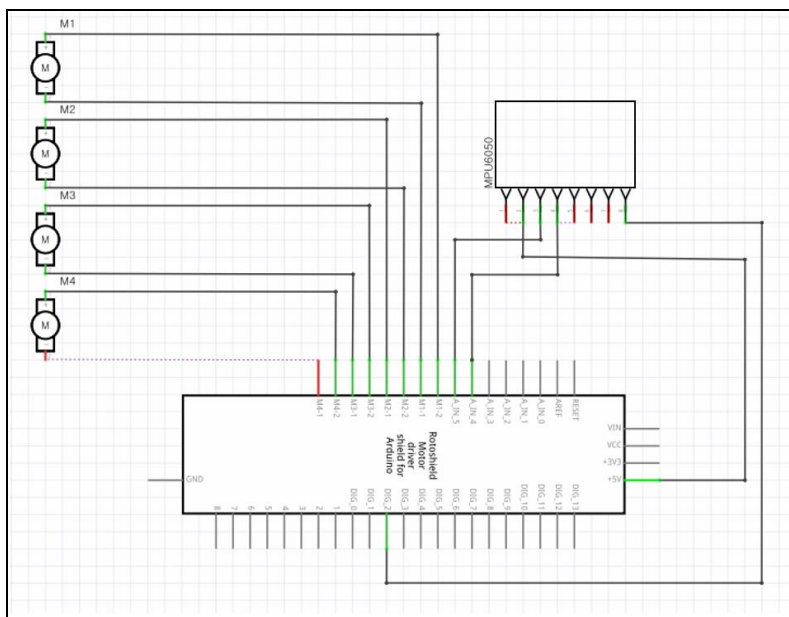 M1
M
M2
M
MPU6050
M3
M
M4
M
M4-1
M4-2
M3-1
M3-2
M2-1
M2-2
M1-1
M1-2
A_IN_5
A_IN_4
A_IN_3
A_IN_2
A_IN_1
A_IN_0
AREF
RESET
Rotoshield
Motor
driver
shield for
Arduino
VIN
VCC
+3V3
+5V
GND
8
7
6
5
4
3
2
1
DIG_0
DIG_1
DIG_2
DIG_3
DIG_4
DIG_5
DIG_6
DIG_7
DIG_8
DIG_9
DIG_10
DIG_11
DIG_12
DIG_13